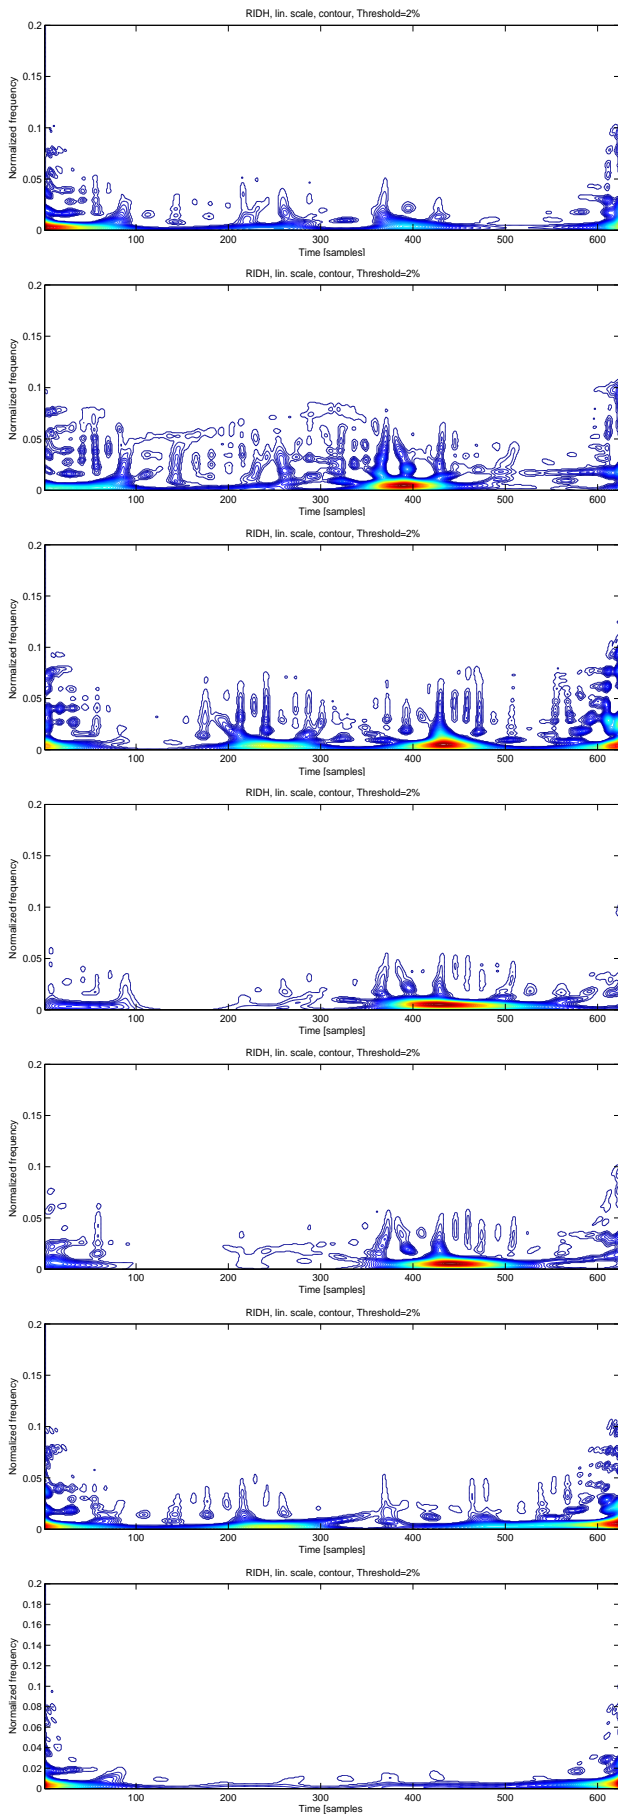 RIDH, lin. scale, contour, Threshold=2%
0.2
0.15
0.1
0.05
0
Normalized frequency
100 200 300 400 500 600
Time [samples]
RIDH, lin. scale, contour, Threshold=2%
0.2
0.15
0.1
0.05
0
Normalized frequency
100 200 300 400 500 600
Time [samples]
RIDH, lin. scale, contour, Threshold=2%
0.2
0.15
0.1
0.05
0
Normalized frequency
100 200 300 400 500 600
Time [samples]
RIDH, lin. scale, contour, Threshold=2%
0.2
0.15
0.1
0.05
0
Normalized frequency
100 200 300 400 500 600
Time [samples]
RIDH, lin. scale, contour, Threshold=2%
0.2
0.15
0.1
0.05
0
Normalized frequency
100 200 300 400 500 600
Time [samples]
RIDH, lin. scale, contour, Threshold=2%
0.2
0.15
0.1
0.05
0
Normalized frequency
100 200 300 400 500 600
Time [samples]
RIDH, lin. scale, contour, Threshold=2%
0.2
0.18
0.16
0.14
0.12
0.1
0.08
0.06
0.04
0.02
0
Normalized frequency
100 200 300 400 500 600
Time [samples